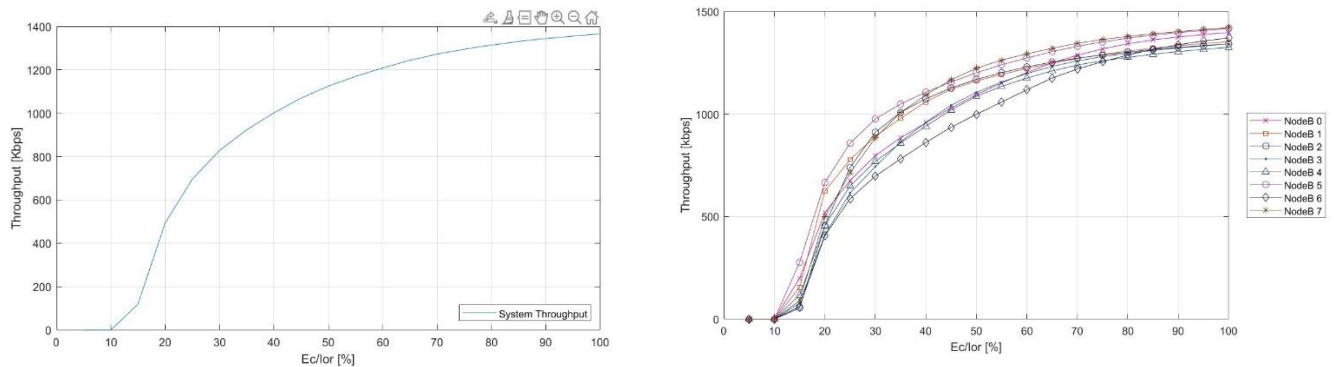 1400
1200
1000
800
600
400
200
0
Throughput [Kbps]
0 10 20 30 40 50 60 70 80 90 100
Ec/Ior [%]
System Throughput
1500
1000
500
0
Throughput [Kbps]
0 10 20 30 40 50 60 70 80 90 100
Ec/Ior [%]
NodeB 0
NodeB 1
NodeB 2
NodeB 3
NodeB 4
NodeB 5
NodeB 6
NodeB 7